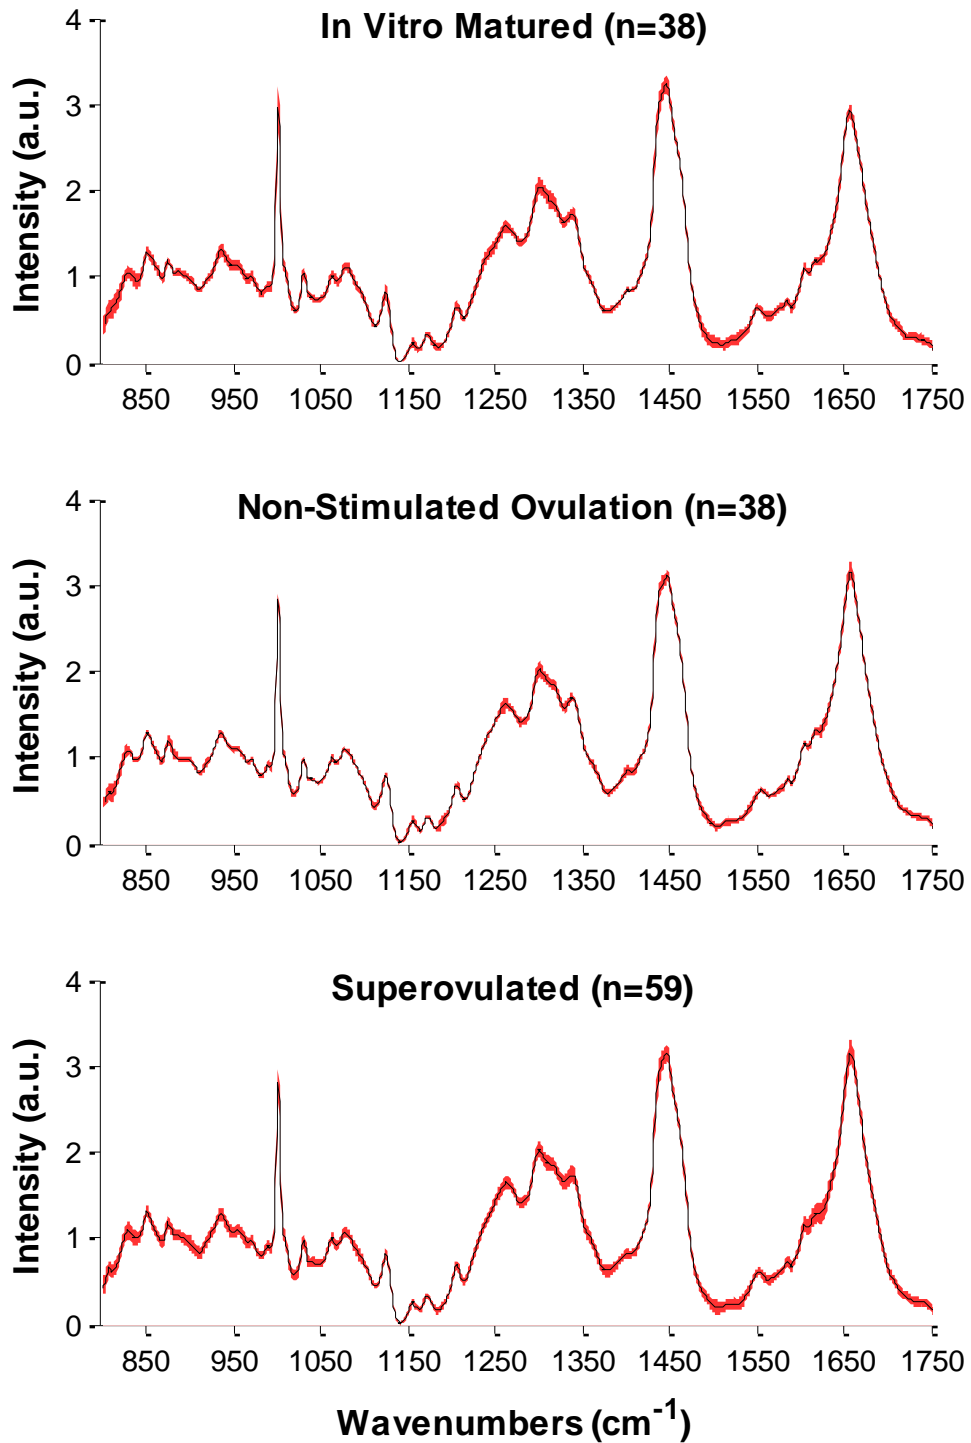 In Vitro Matured (n=38)
Intensity (a.u.)
4
3
2
1
0
850 950 1050 1150 1250 1350 1450 1550 1650 1750
Non-Stimulated Ovulation (n=38)
Intensity (a.u.)
4
3
2
1
0
850 950 1050 1150 1250 1350 1450 1550 1650 1750
Superovulated (n=59)
Intensity (a.u.)
4
3
2
1
0
850 950 1050 1150 1250 1350 1450 1550 1650 1750
Wavenumbers (cm⁻¹)